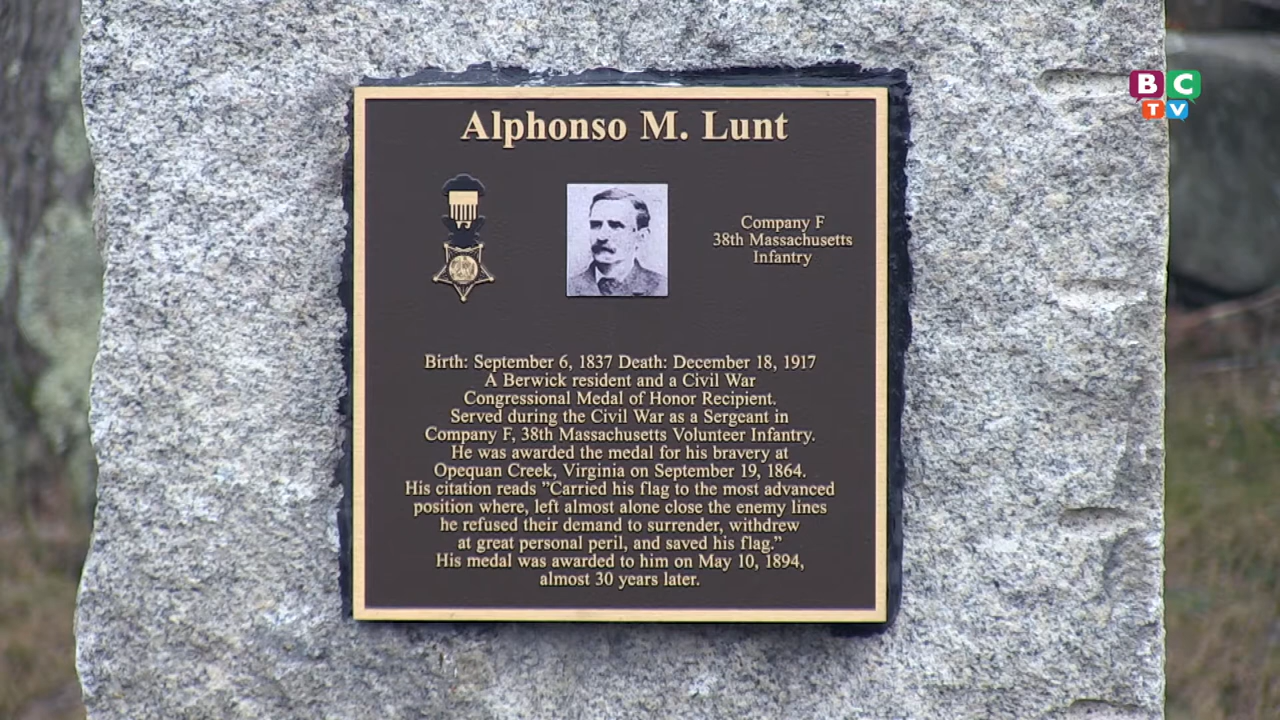 BC
TV
Alphonso M. Lunt
Company F
38th Massachusetts
Infantry
Birth: September 6, 1837 Death: December 18, 1917
A Berwick resident and a Civil War
Congressional Medal of Honor Recipient.
Served during the Civil War as a Sergeant in
Company F, 38th Massachusetts Volunteer Infantry.
He was awarded the medal for his bravery at
Opequan Creek, Virginia on September 19, 1864.
His citation reads ”Carried his flag to the most advanced
position where, left almost alone close the enemy lines
he refused their demand to surrender, withdrew
at great personal peril, and saved his flag.”
His medal was awarded to him on May 10, 1894,
almost 30 years later.